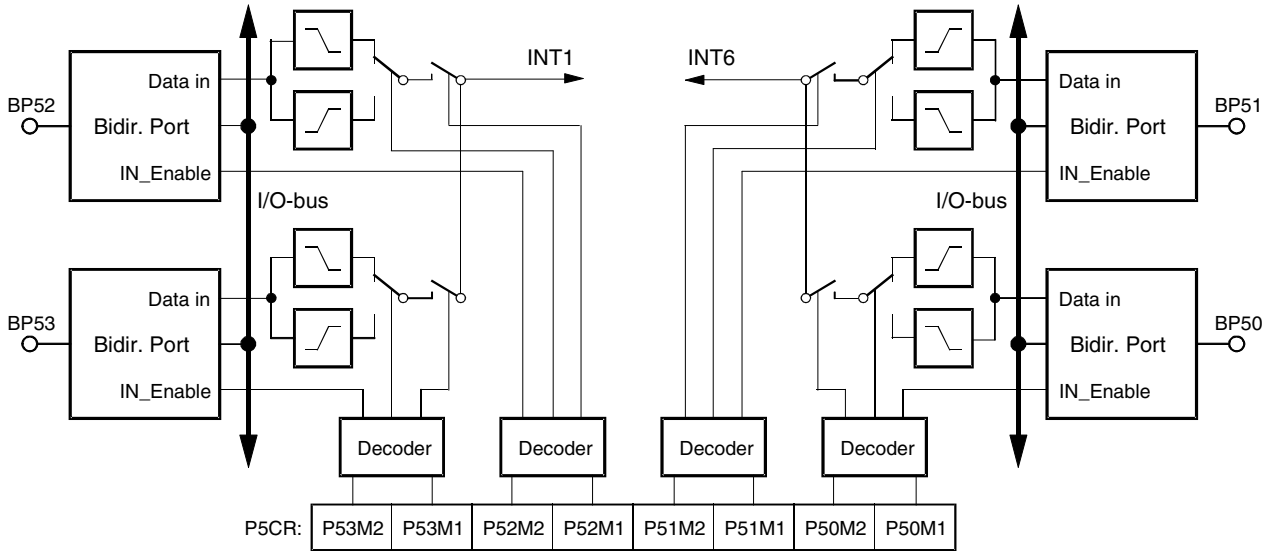 INT1
INT6
Data in
Data in
BP52
BP51
Bidir. Port
Bidir. Port
IN_Enable
IN_Enable
I/O-bus
I/O-bus
Data in
Data in
BP53
BP50
Bidir. Port
Bidir. Port
IN_Enable
IN_Enable
Decoder
Decoder
Decoder
Decoder
P5CR: P53M2 P53M1 P52M2 P52M1 P51M2 P51M1 P50M2 P50M1